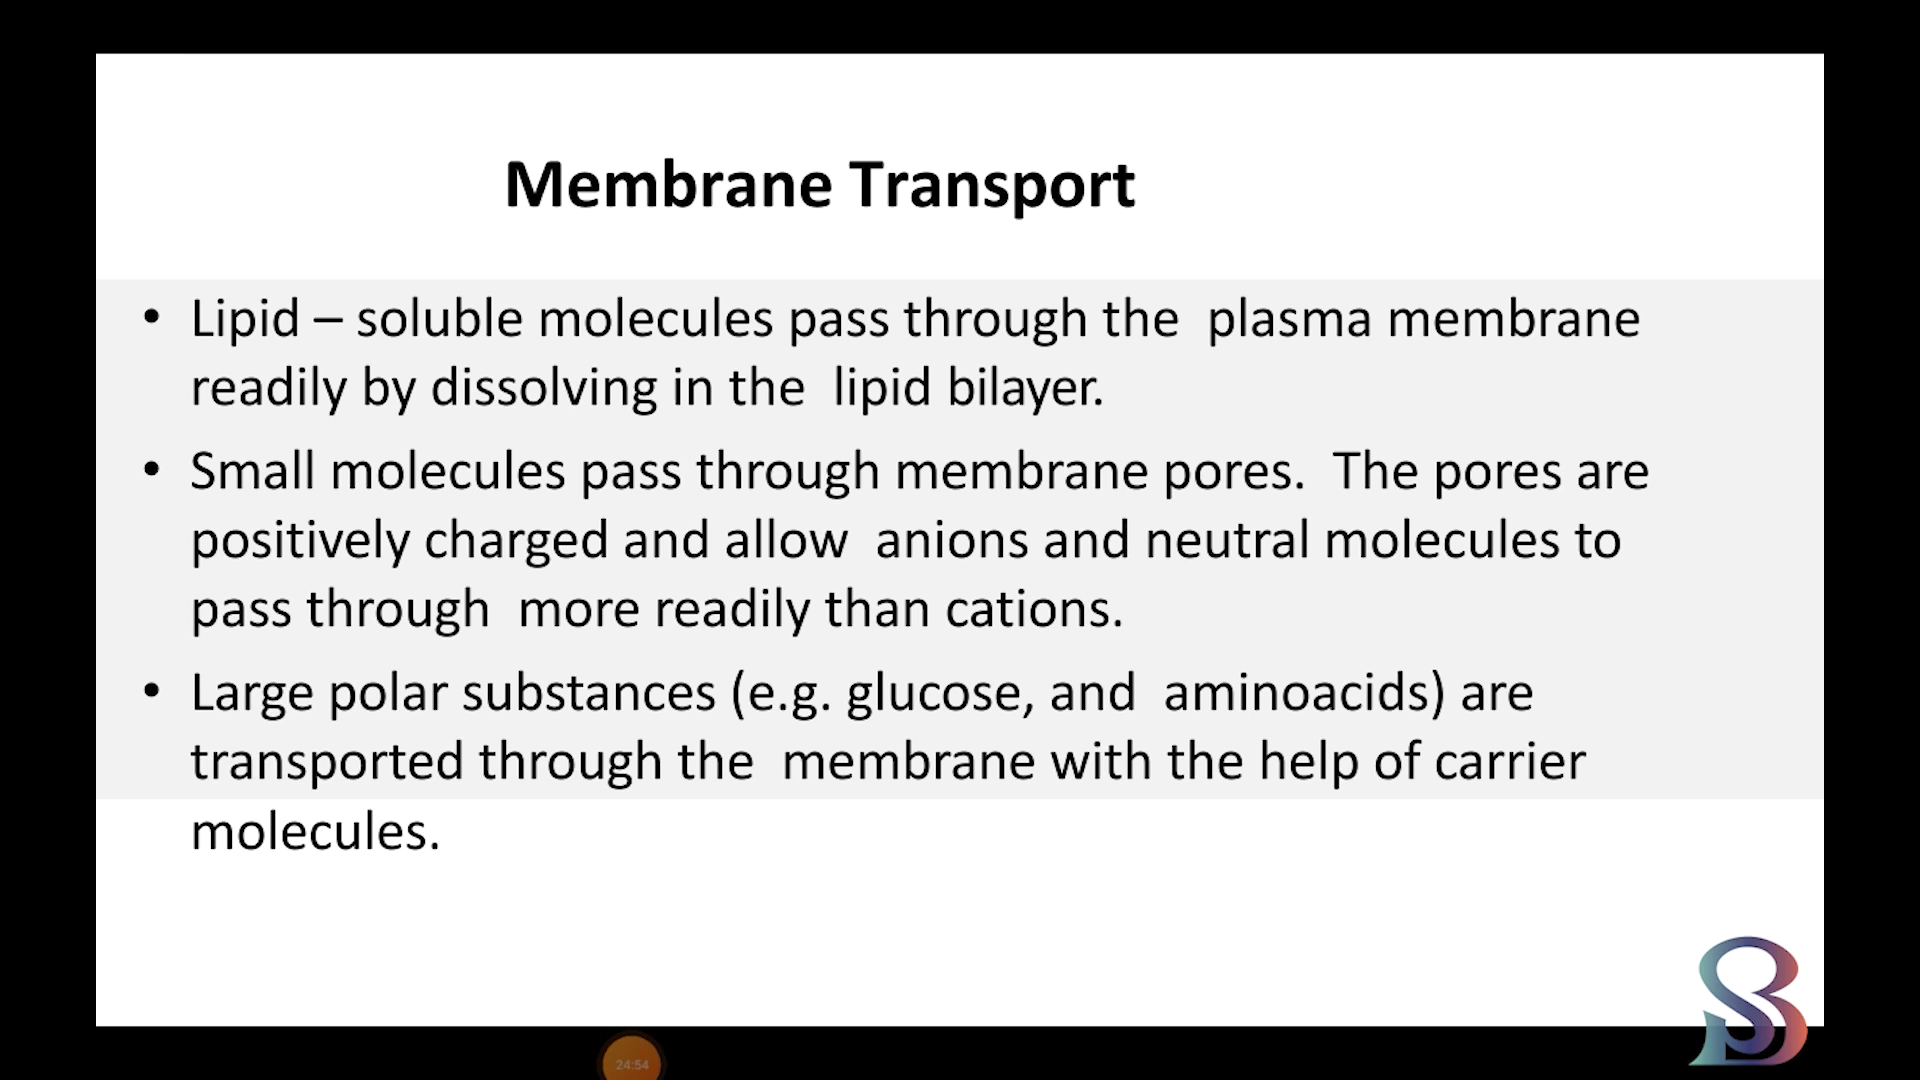 Membrane Transport
• Lipid – soluble molecules pass through the  plasma membrane
readily by dissolving in the  lipid bilayer.
• Small molecules pass through membrane pores.  The pores are
positively charged and allow  anions and neutral molecules to
pass through  more readily than cations.
• Large polar substances (e.g. glucose, and  aminoacids) are
transported through the  membrane with the help of carrier
molecules.
24:54